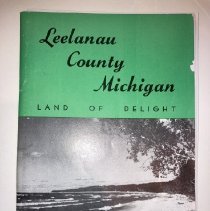 Leelanau
County
Michigan
LAND OF DELIGHT